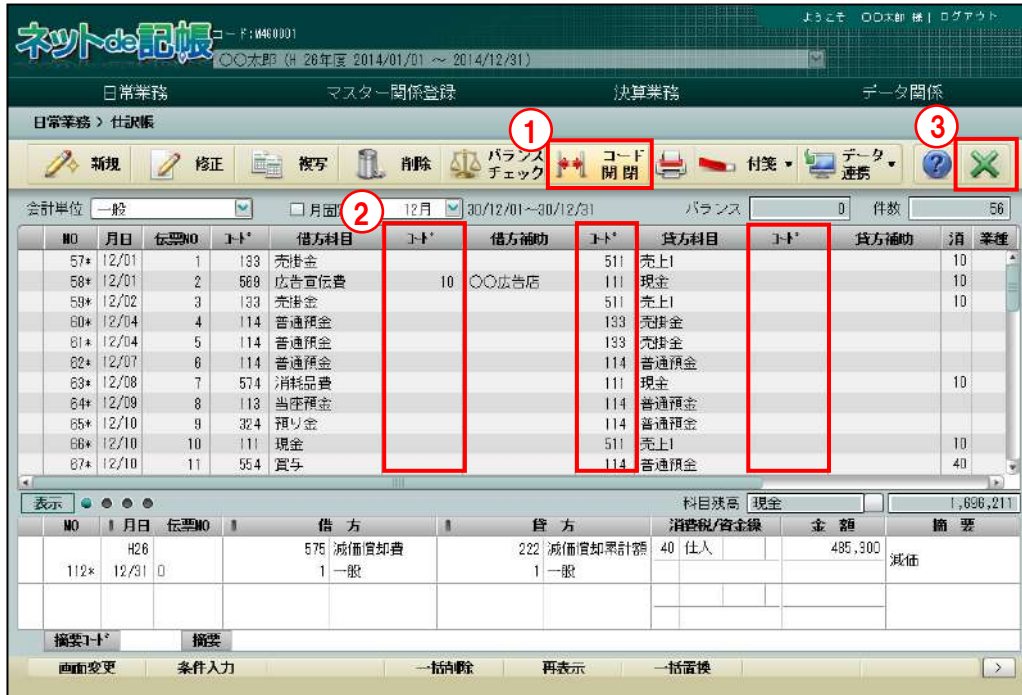 ようこそ 〇〇太郎 様 | ログアウト
ネットde記帳 コード:W460001
〇〇太郎 (H 26年度 2014/01/01 ～ 2014/12/31)
日常業務 マスター関係登録 決算業務 データ関係
日常業務 > 仕訳帳
① ③
新規 修正 複写 削除 バランスチェック コード開閉 付箋 データ連携 ?
会計単位 一般 月固 ② 12月 30/12/01～30/12/31 バランス 0 件数 56
NO 月日 伝票NO コード 借方科目 コード 借方補助 コード 貸方科目 コード 貸方補助 消 業種
57* 12/01 1 133 売掛金 511 売上1 10
58* 12/01 2 569 広告宣伝費 10 〇〇広告店 111 現金 10
59* 12/02 3 133 売掛金 511 売上1 10
60* 12/04 4 114 普通預金 133 売掛金
61* 12/04 5 114 普通預金 133 売掛金
62* 12/07 6 114 普通預金 114 普通預金
63* 12/08 7 574 消耗品費 111 現金 10
64* 12/09 8 113 当座預金 114 普通預金
65* 12/10 9 324 預り金 114 普通預金
66* 12/10 10 111 現金 511 売上1 10
67* 12/10 11 554 賞与 114 普通預金 40
表示 科目残高 現金 1,696,211
NO 月日 伝票NO 借 方 貸 方 消費税/資金繰 金 額 摘 要
H26 575 減価償却費 222 減価償却累計額 40 仕入 485,300 減価
112* 12/31 0 1 一般 1 一般
摘要コード 摘要
画面変更 条件入力 一括削除 再表示 一括置換 >